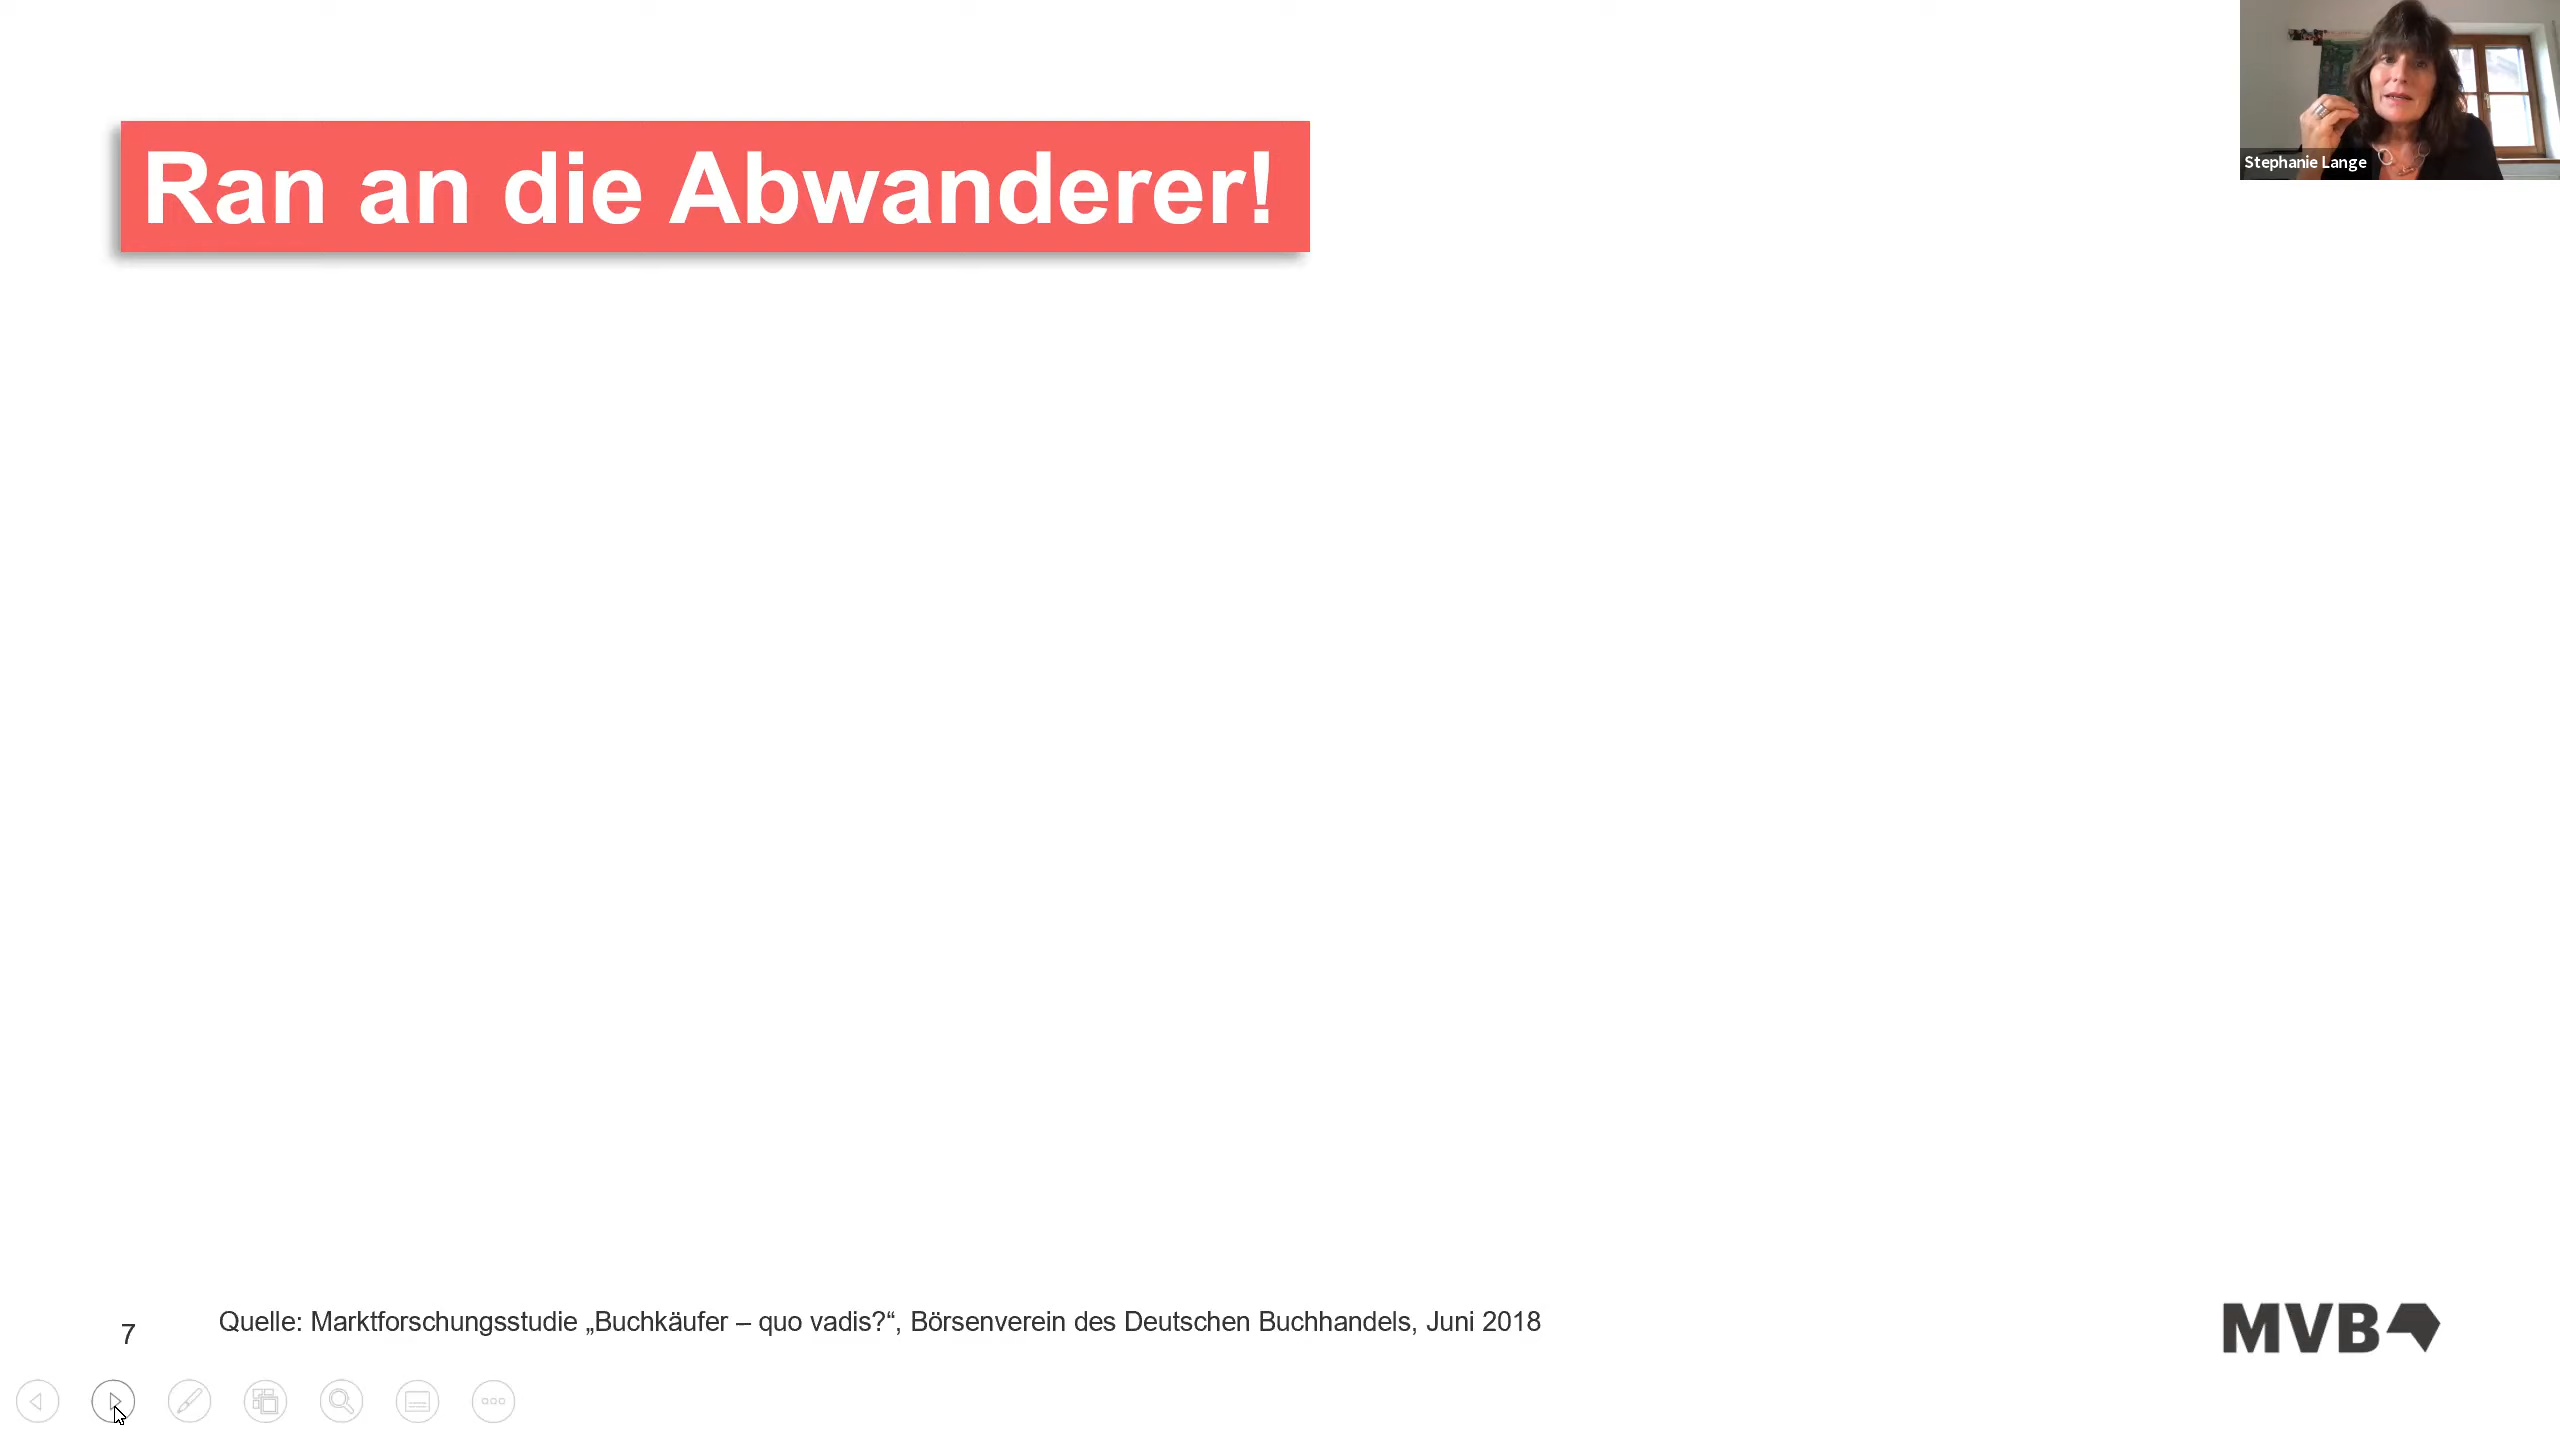 Ran an die Abwanderer!
Stephanie Lange
7
Quelle: Marktforschungsstudie „Buchkäufer – quo vadis?“, Börsenverein des Deutschen Buchhandels, Juni 2018
MVB